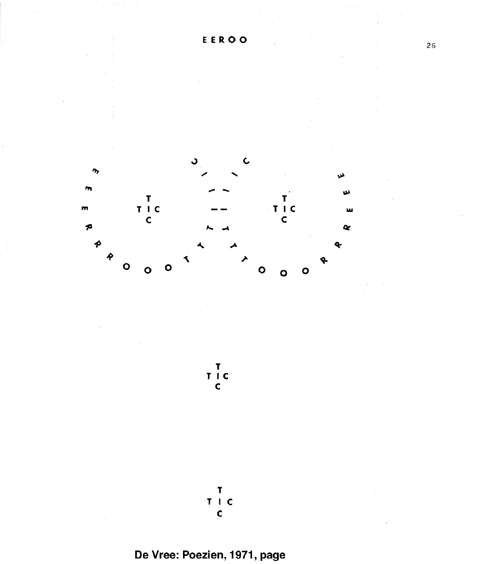 EEROO
26
E E E R R R O O O T T T I I I C
C I I I T T T O O O R R R E E E
T
T I C
C
T
T I C
C
T
T I C
C
T
T I C
C
De Vree: Poezien, 1971, page